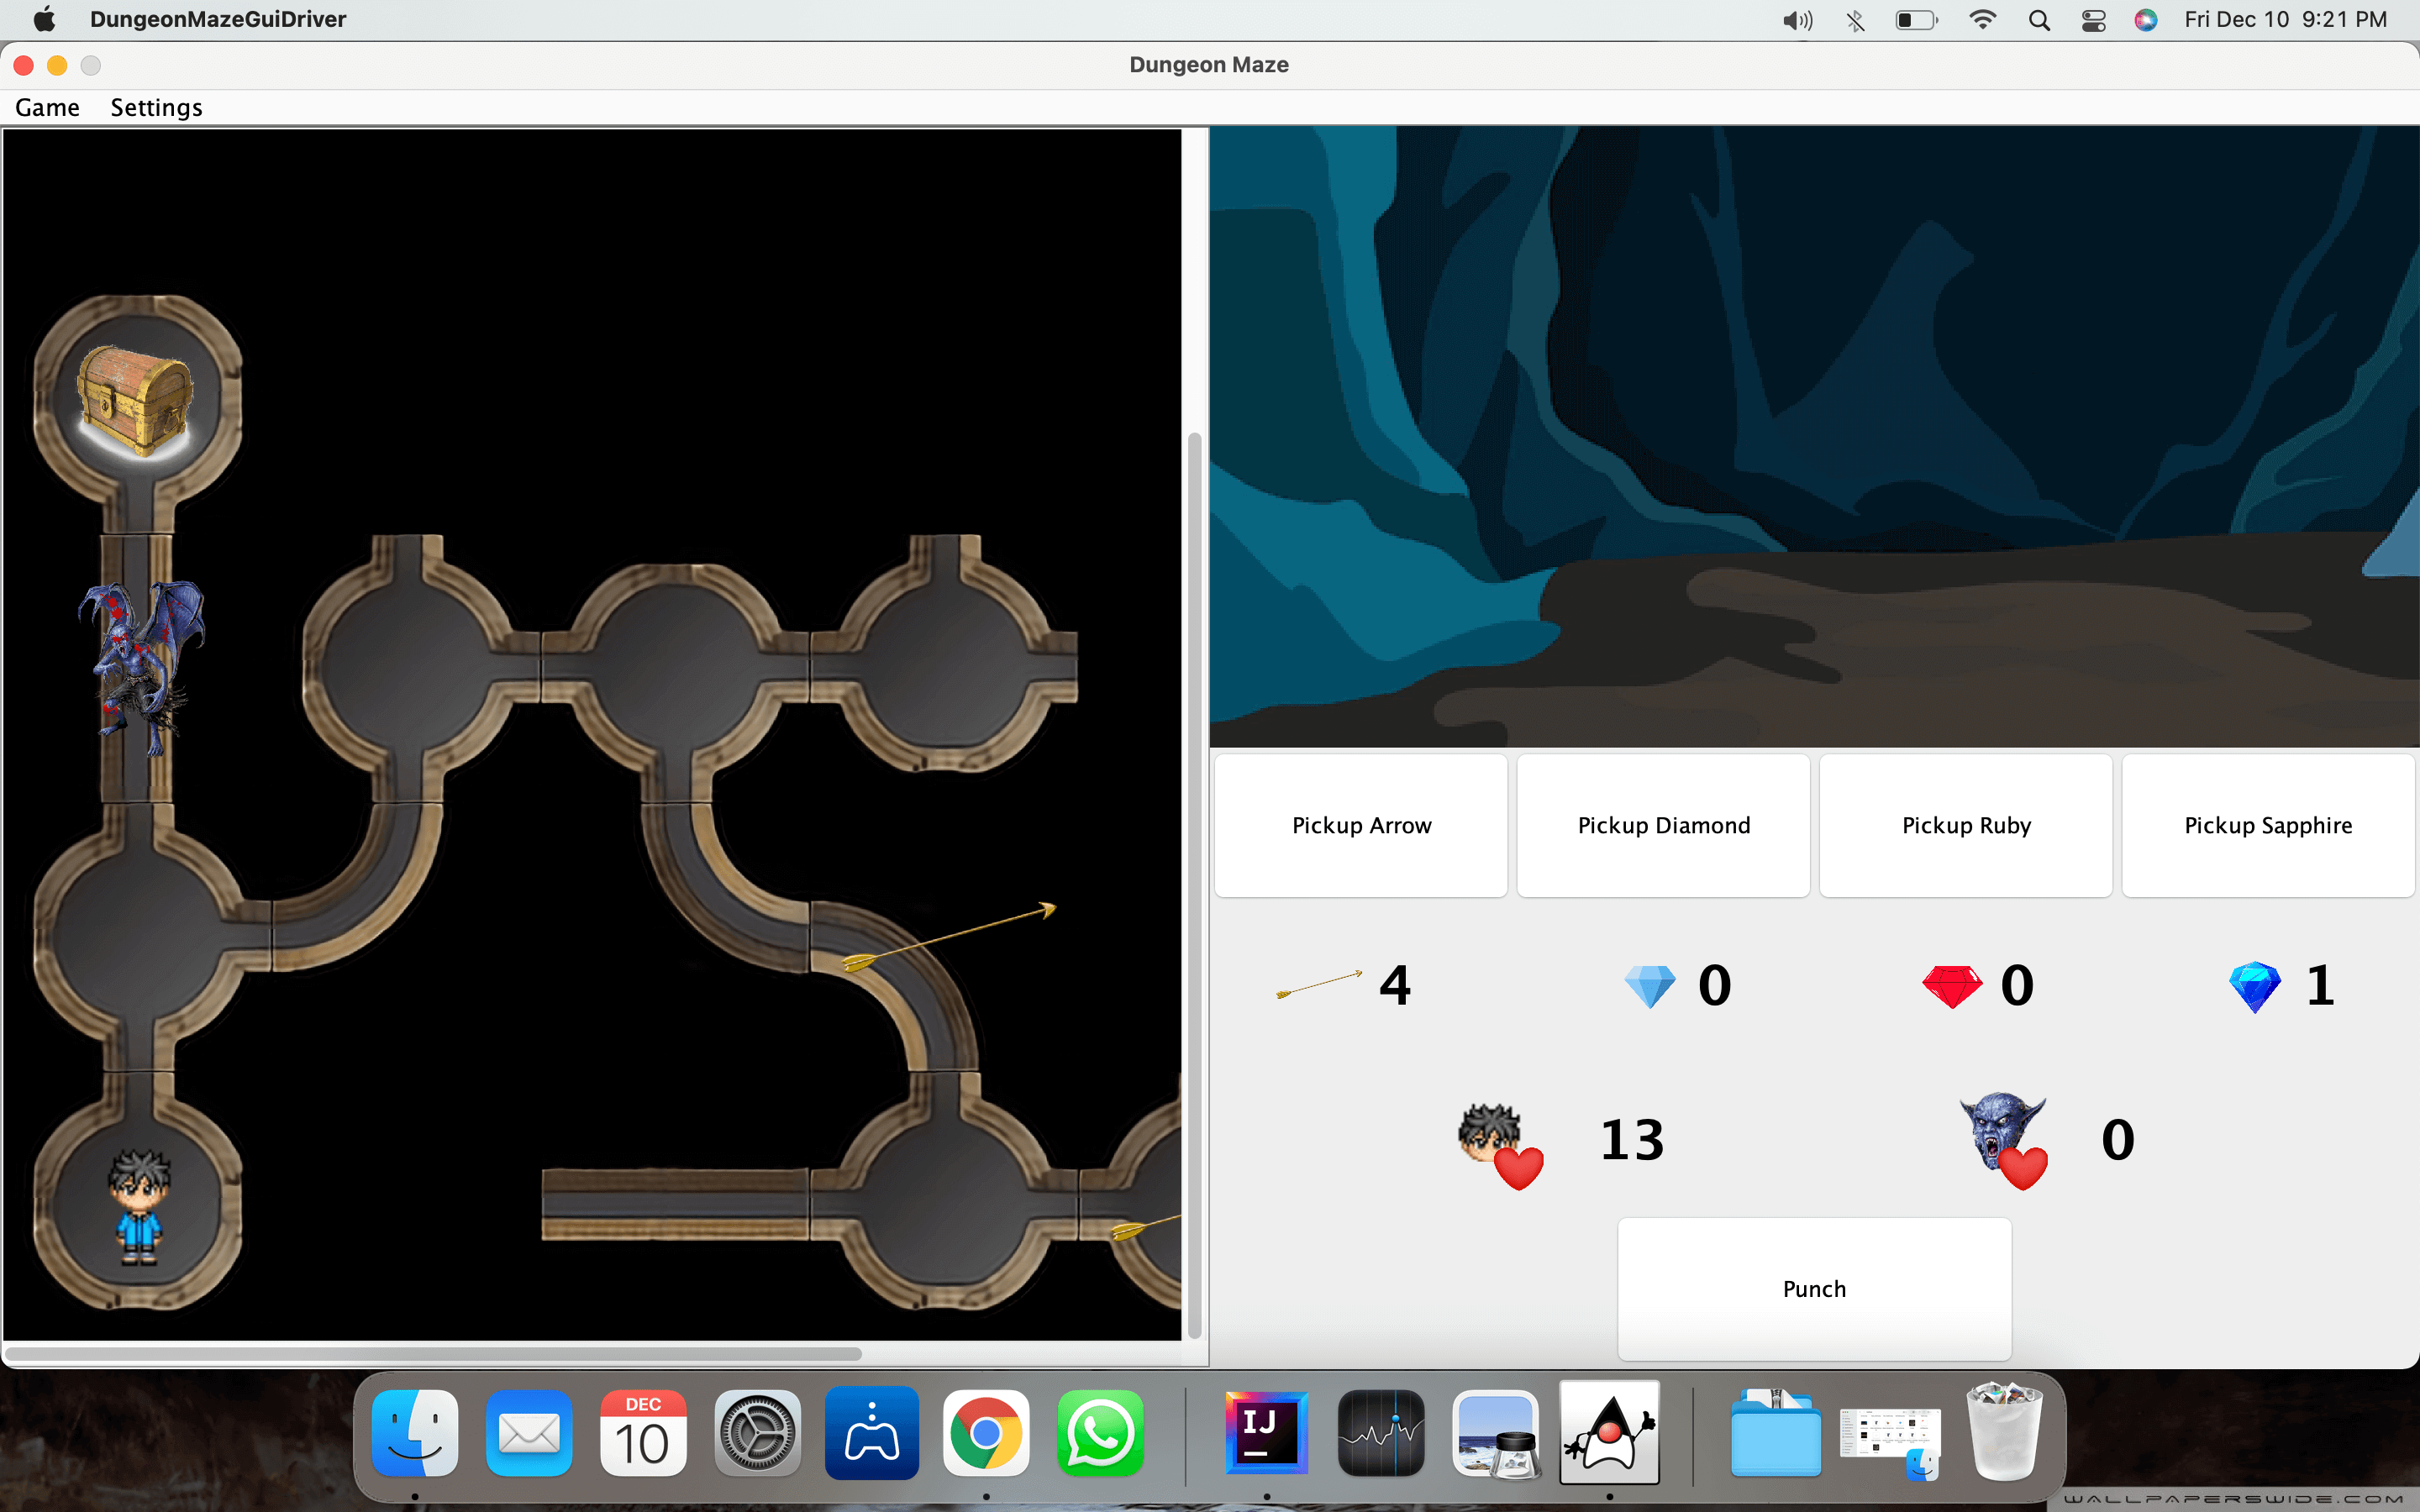 DungeonMazeGuiDriver
Fri Dec 10 9:21 PM
Dungeon Maze
Game Settings
Pickup Arrow Pickup Diamond Pickup Ruby Pickup Sapphire
4 0 0 1
13 0
Punch
DEC
10
IJ
WALLPAPERSWIDE.COM